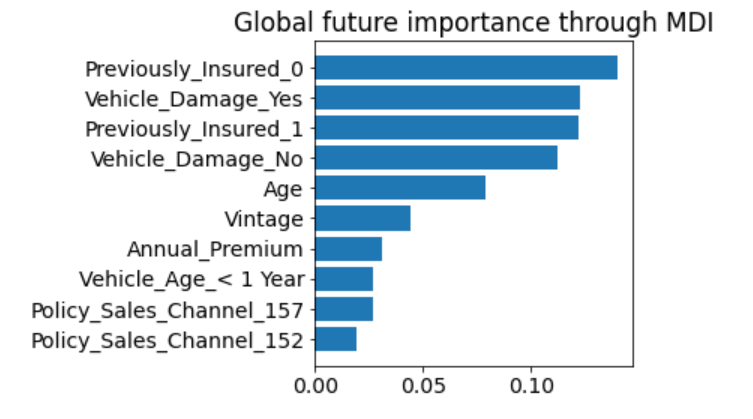 Global future importance through MDI
Previously_Insured_0
Vehicle_Damage_Yes
Previously_Insured_1
Vehicle_Damage_No
Age
Vintage
Annual_Premium
Vehicle_Age_< 1 Year
Policy_Sales_Channel_157
Policy_Sales_Channel_152
0.00 0.05 0.10